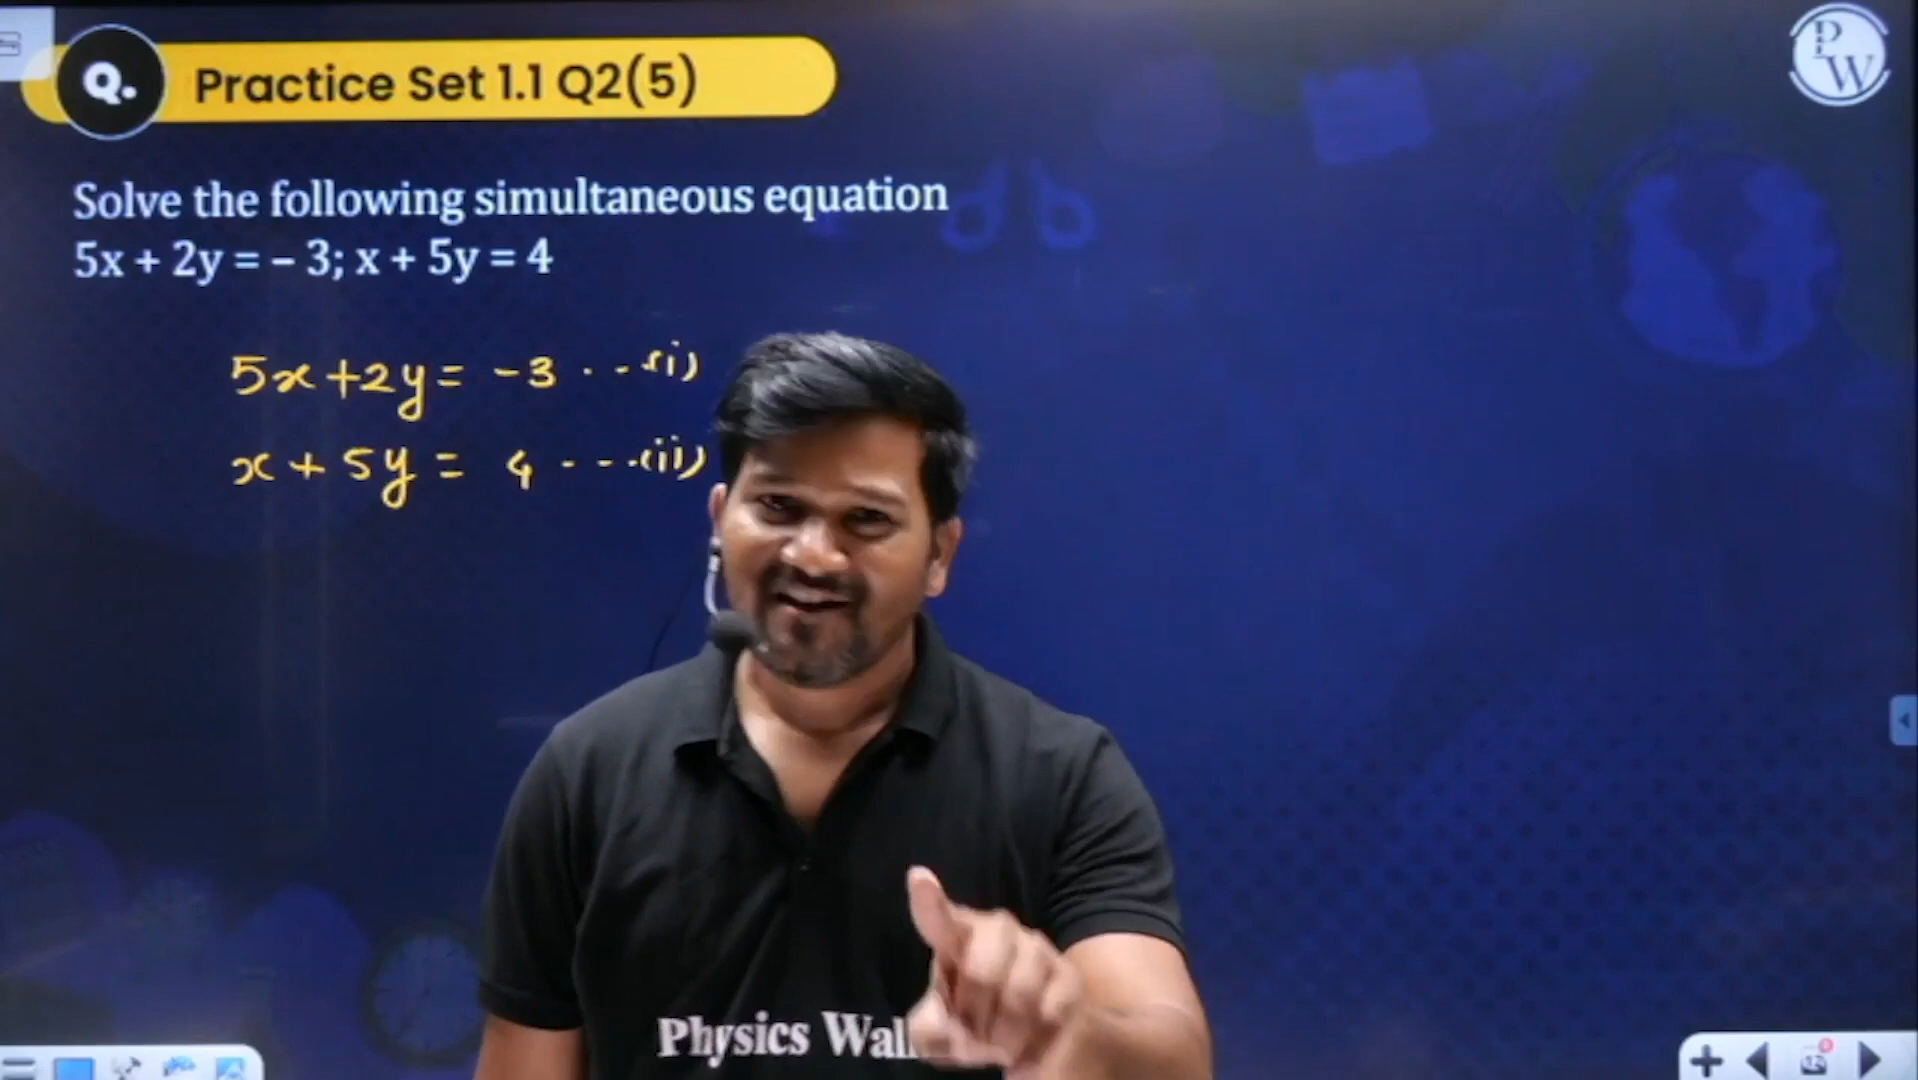 Q. Practice Set 1.1 Q2(5)
PW
Solve the following simultaneous equation
5x + 2y = – 3; x + 5y = 4
5x + 2y = -3 . - - (i)
x + 5y = 4 - - - - (ii)
Physics Wall